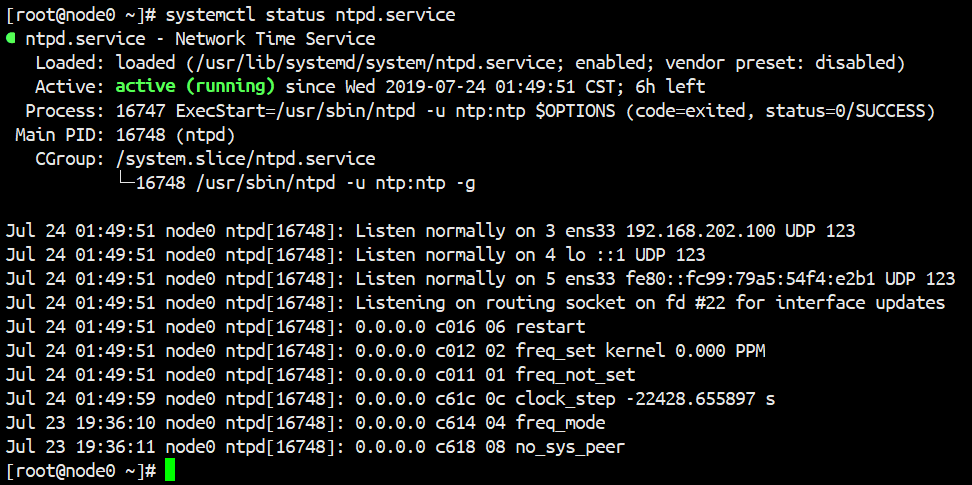 [root@node0 ~]# systemctl status ntpd.service
● ntpd.service - Network Time Service
   Loaded: loaded (/usr/lib/systemd/system/ntpd.service; enabled; vendor preset: disabled)
   Active: active (running) since Wed 2019-07-24 01:49:51 CST; 6h left
  Process: 16747 ExecStart=/usr/sbin/ntpd -u ntp:ntp $OPTIONS (code=exited, status=0/SUCCESS)
 Main PID: 16748 (ntpd)
   CGroup: /system.slice/ntpd.service
           └─16748 /usr/sbin/ntpd -u ntp:ntp -g
Jul 24 01:49:51 node0 ntpd[16748]: Listen normally on 3 ens33 192.168.202.100 UDP 123
Jul 24 01:49:51 node0 ntpd[16748]: Listen normally on 4 lo ::1 UDP 123
Jul 24 01:49:51 node0 ntpd[16748]: Listen normally on 5 ens33 fe80::fc99:79a5:54f4:e2b1 UDP 123
Jul 24 01:49:51 node0 ntpd[16748]: Listening on routing socket on fd #22 for interface updates
Jul 24 01:49:51 node0 ntpd[16748]: 0.0.0.0 c016 06 restart
Jul 24 01:49:51 node0 ntpd[16748]: 0.0.0.0 c012 02 freq_set kernel 0.000 PPM
Jul 24 01:49:51 node0 ntpd[16748]: 0.0.0.0 c011 01 freq_not_set
Jul 24 01:49:59 node0 ntpd[16748]: 0.0.0.0 c61c 0c clock_step -22428.655897 s
Jul 23 19:36:10 node0 ntpd[16748]: 0.0.0.0 c614 04 freq_mode
Jul 23 19:36:11 node0 ntpd[16748]: 0.0.0.0 c618 08 no_sys_peer
[root@node0 ~]#